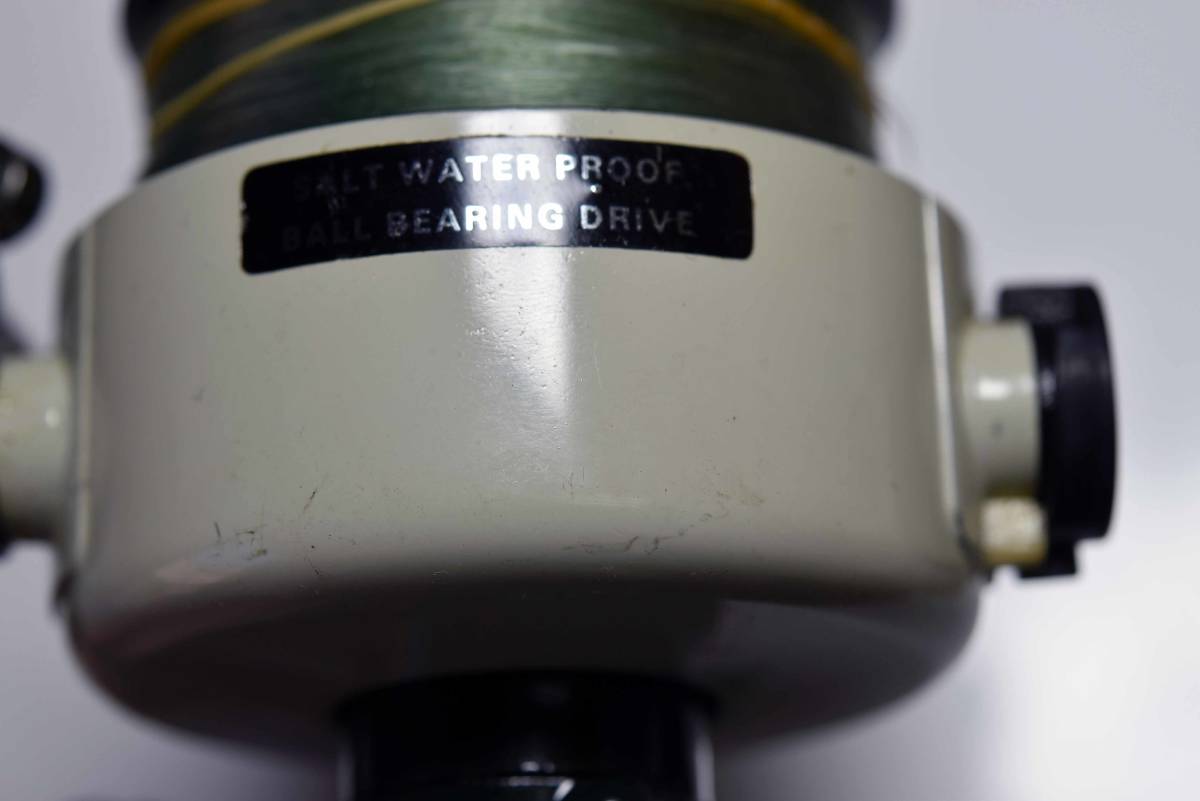 SALT WATER PROOF
BALL BEARING DRIVE